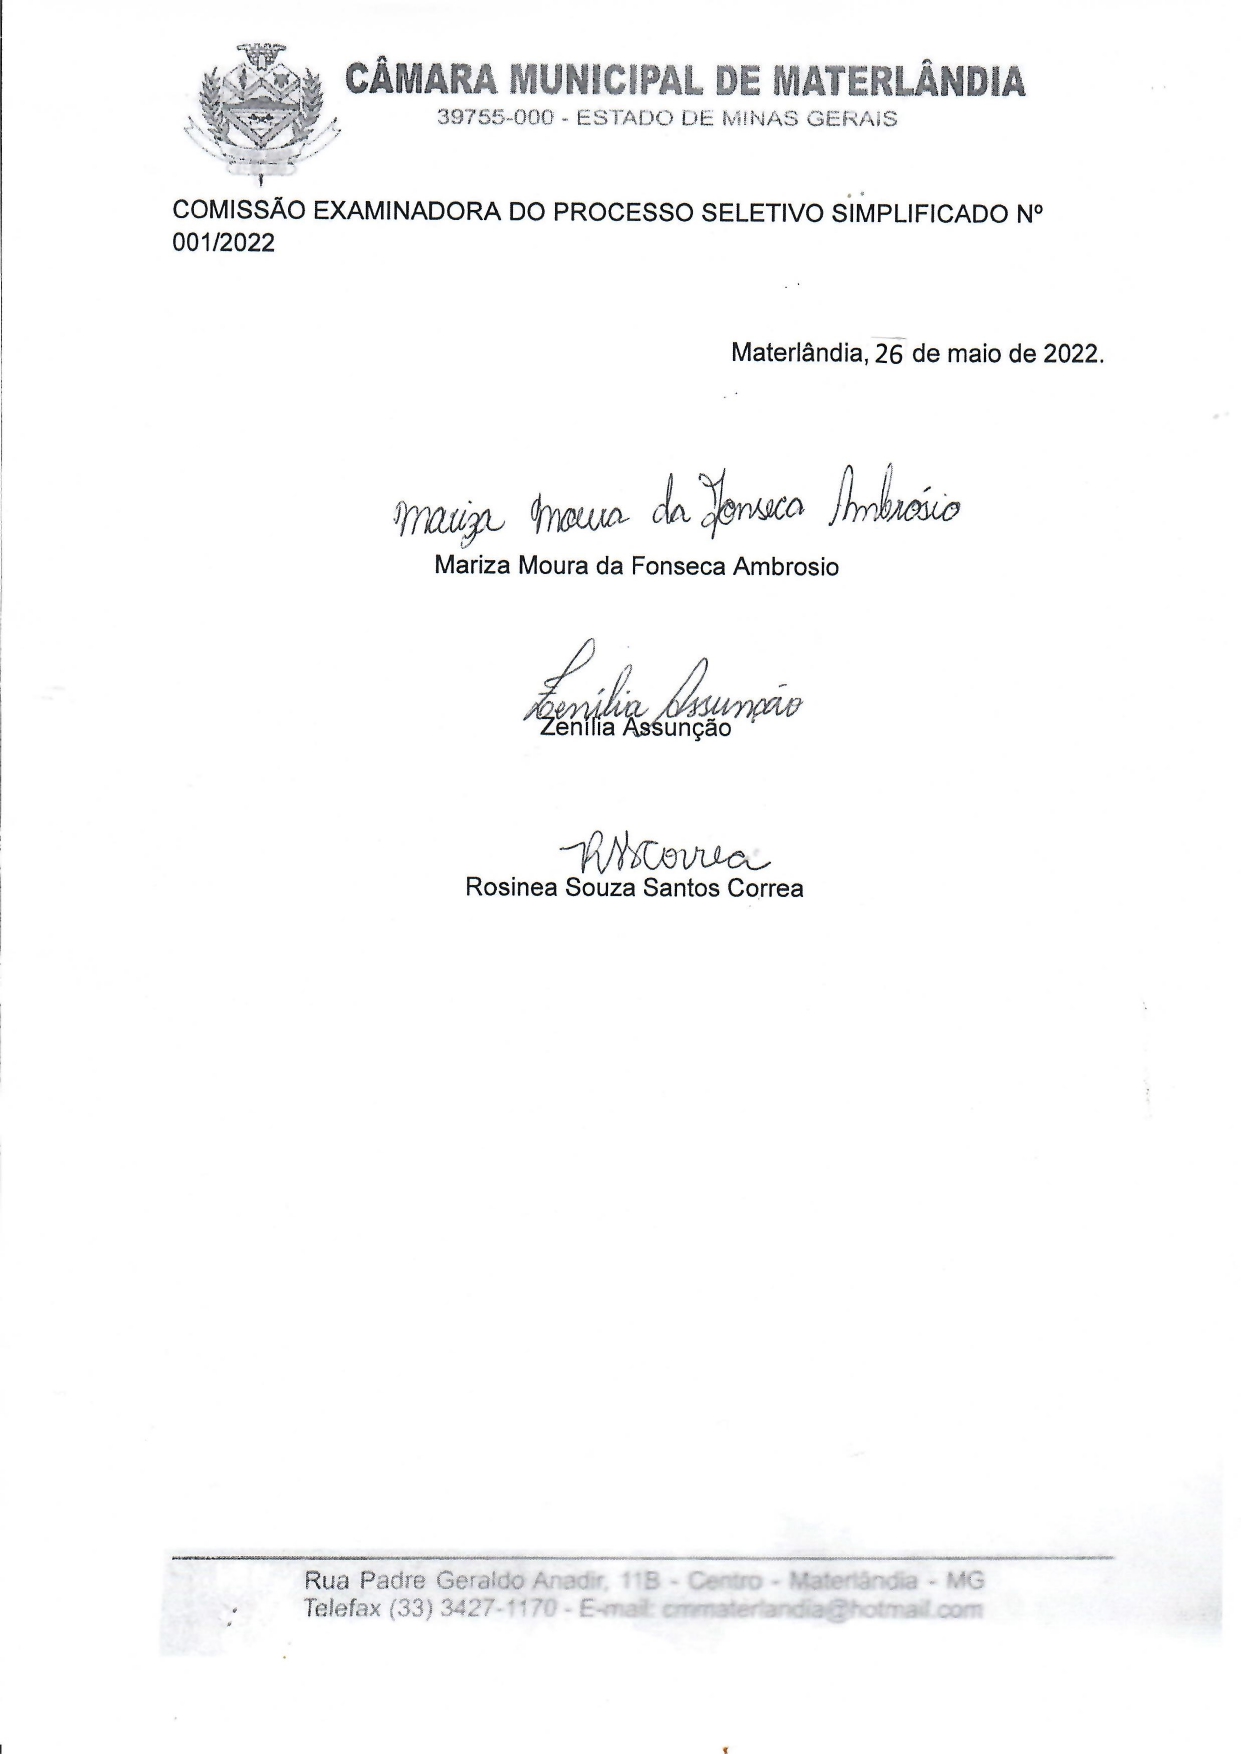 CÂMARA MUNICIPAL DE MATERLÂNDIA
39755-000 - ESTADO DE MINAS GERAIS
COMISSÃO EXAMINADORA DO PROCESSO SELETIVO SIMPLIFICADO Nº
001/2022
Materlândia, 26 de maio de 2022.
Mariza Moura da Fonseca Ambrósio
Mariza Moura da Fonseca Ambrosio
Zenília Assunção
Zenília Assunção
RSSCorrea
Rosinea Souza Santos Correa
Rua Padre Geraldo Anadir, 11B - Centro - Materlândia - MG
Telefax (33) 3427-1170 - E-mail: cmmaterlandia@hotmail.com